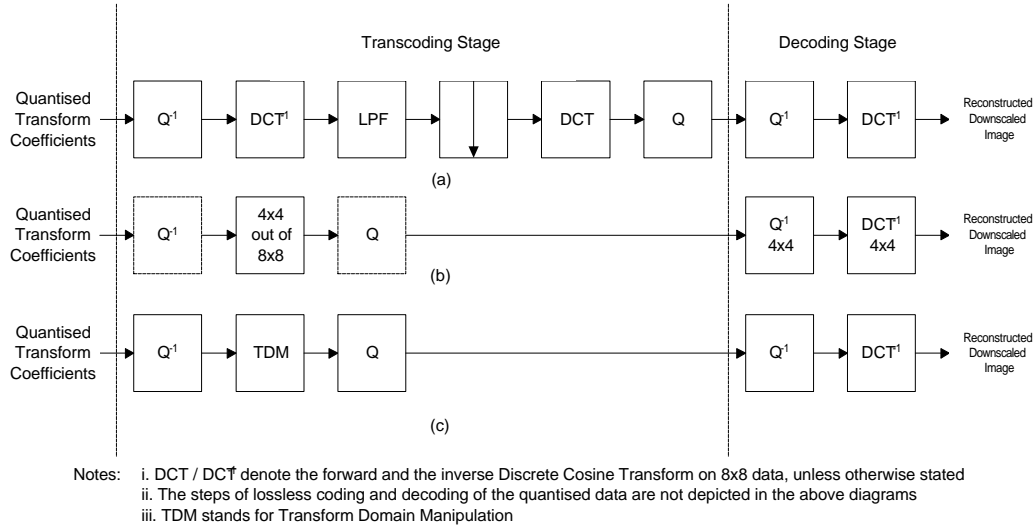 Transcoding Stage
Decoding Stage
Quantised
Transform
Coefficients
Q-1
DCT-1
LPF
DCT
Q
Q-1
DCT-1
Reconstructed
Downscaled
Image
(a)
Quantised
Transform
Coefficients
Q-1
4x4
out of
8x8
Q
Q-1
4x4
DCT-1
4x4
Reconstructed
Downscaled
Image
(b)
Quantised
Transform
Coefficients
Q-1
TDM
Q
Q-1
DCT-1
Reconstructed
Downscaled
Image
(c)
Notes: i. DCT / DCT-1 denote the forward and the inverse Discrete Cosine Transform on 8x8 data, unless otherwise stated
ii. The steps of lossless coding and decoding of the quantised data are not depicted in the above diagrams
iii. TDM stands for Transform Domain Manipulation